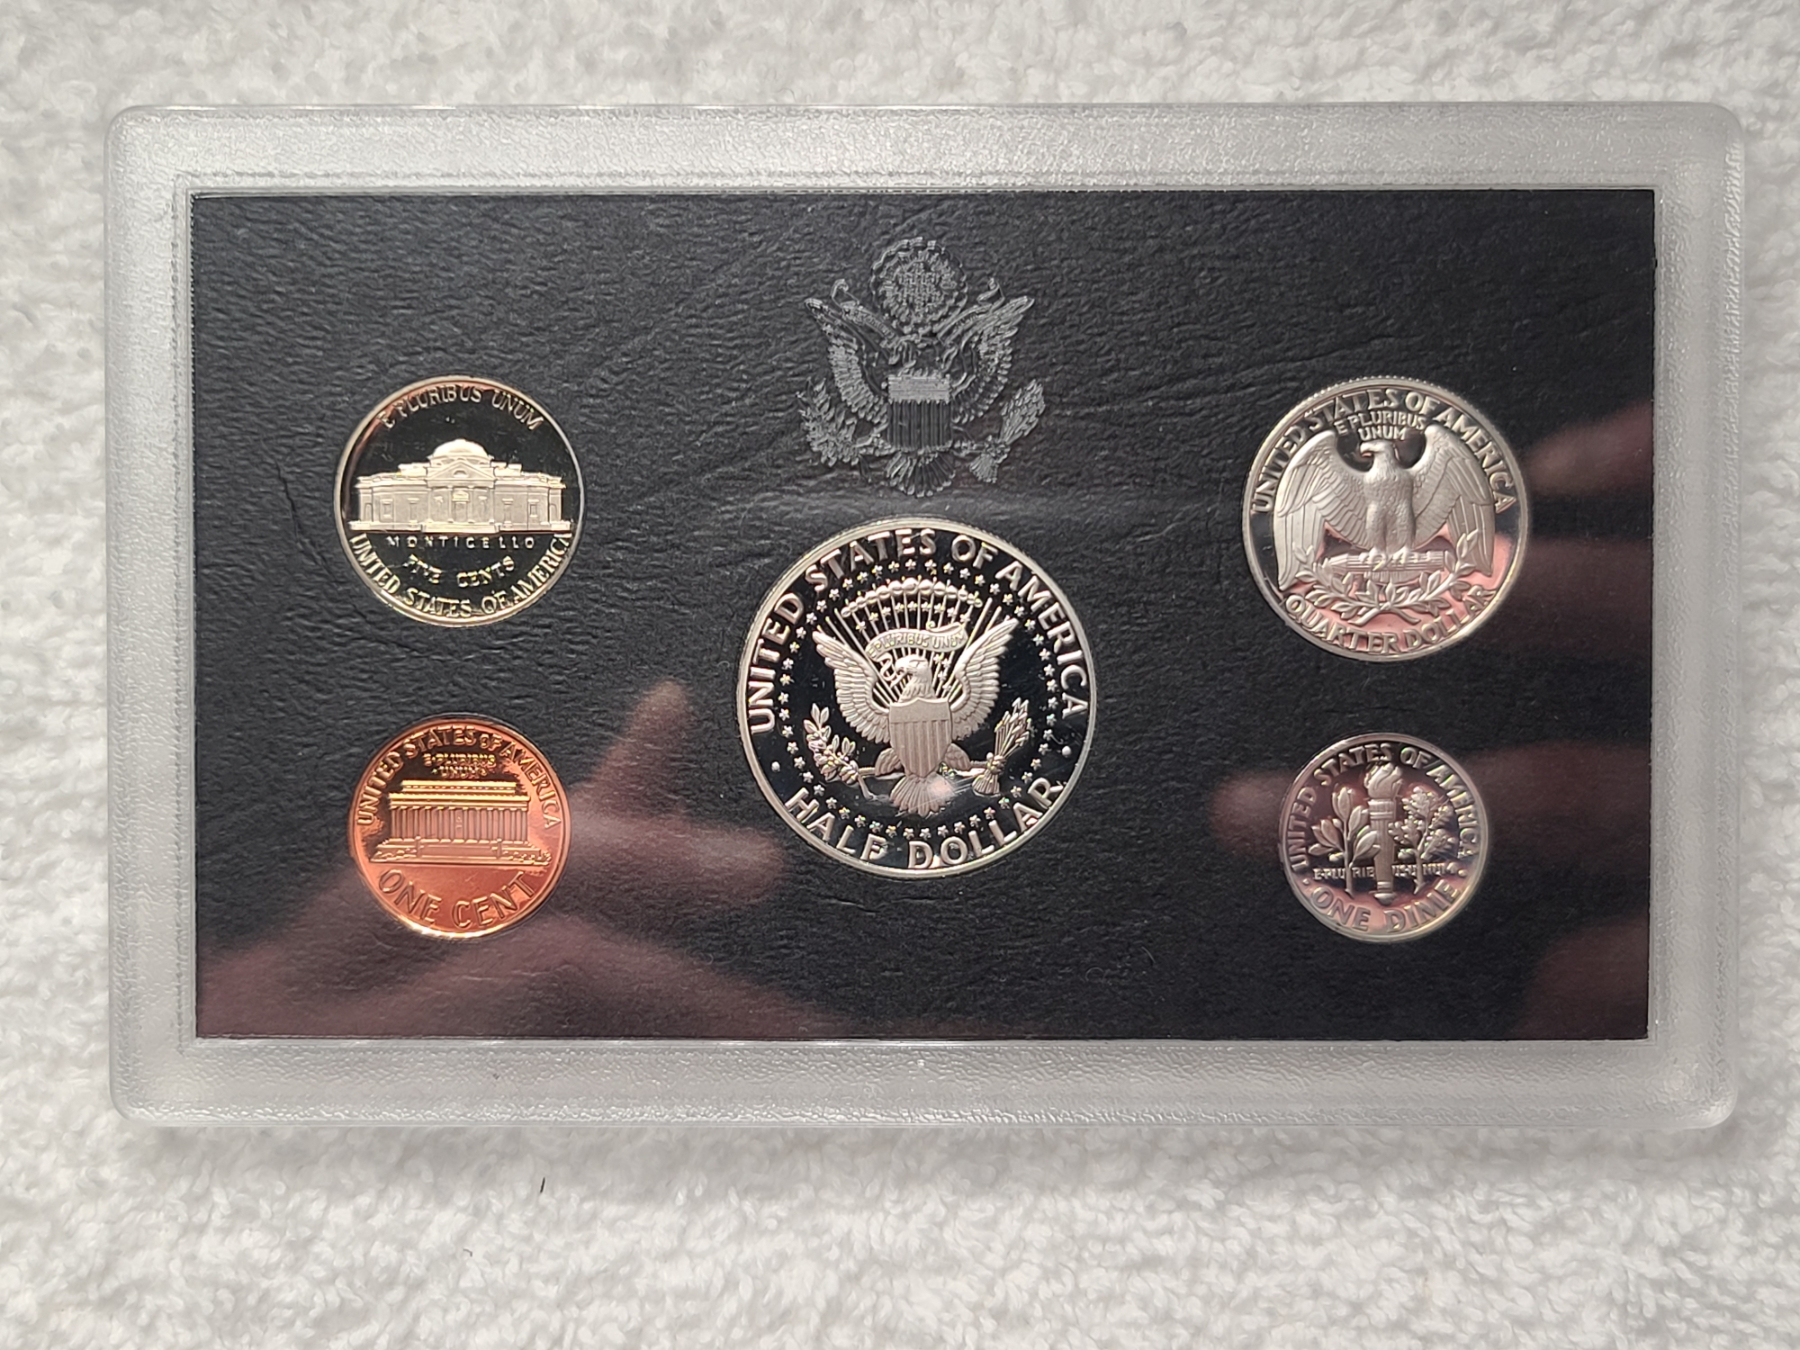 E PLURIBUS UNUM
MONTICELLO
FIVE CENTS
UNITED STATES OF AMERICA
UNITED STATES OF AMERICA
E PLURIBUS
UNUM
QUARTER DOLLAR
UNITED STATES OF AMERICA
E PLURIBUS UNUM
HALF DOLLAR
UNITED STATES OF AMERICA
E·PLURIBUS
·UNUM·
ONE CENT
UNITED STATES OF AMERICA
E·PLURIBUS·UNUM
· ONE DIME ·